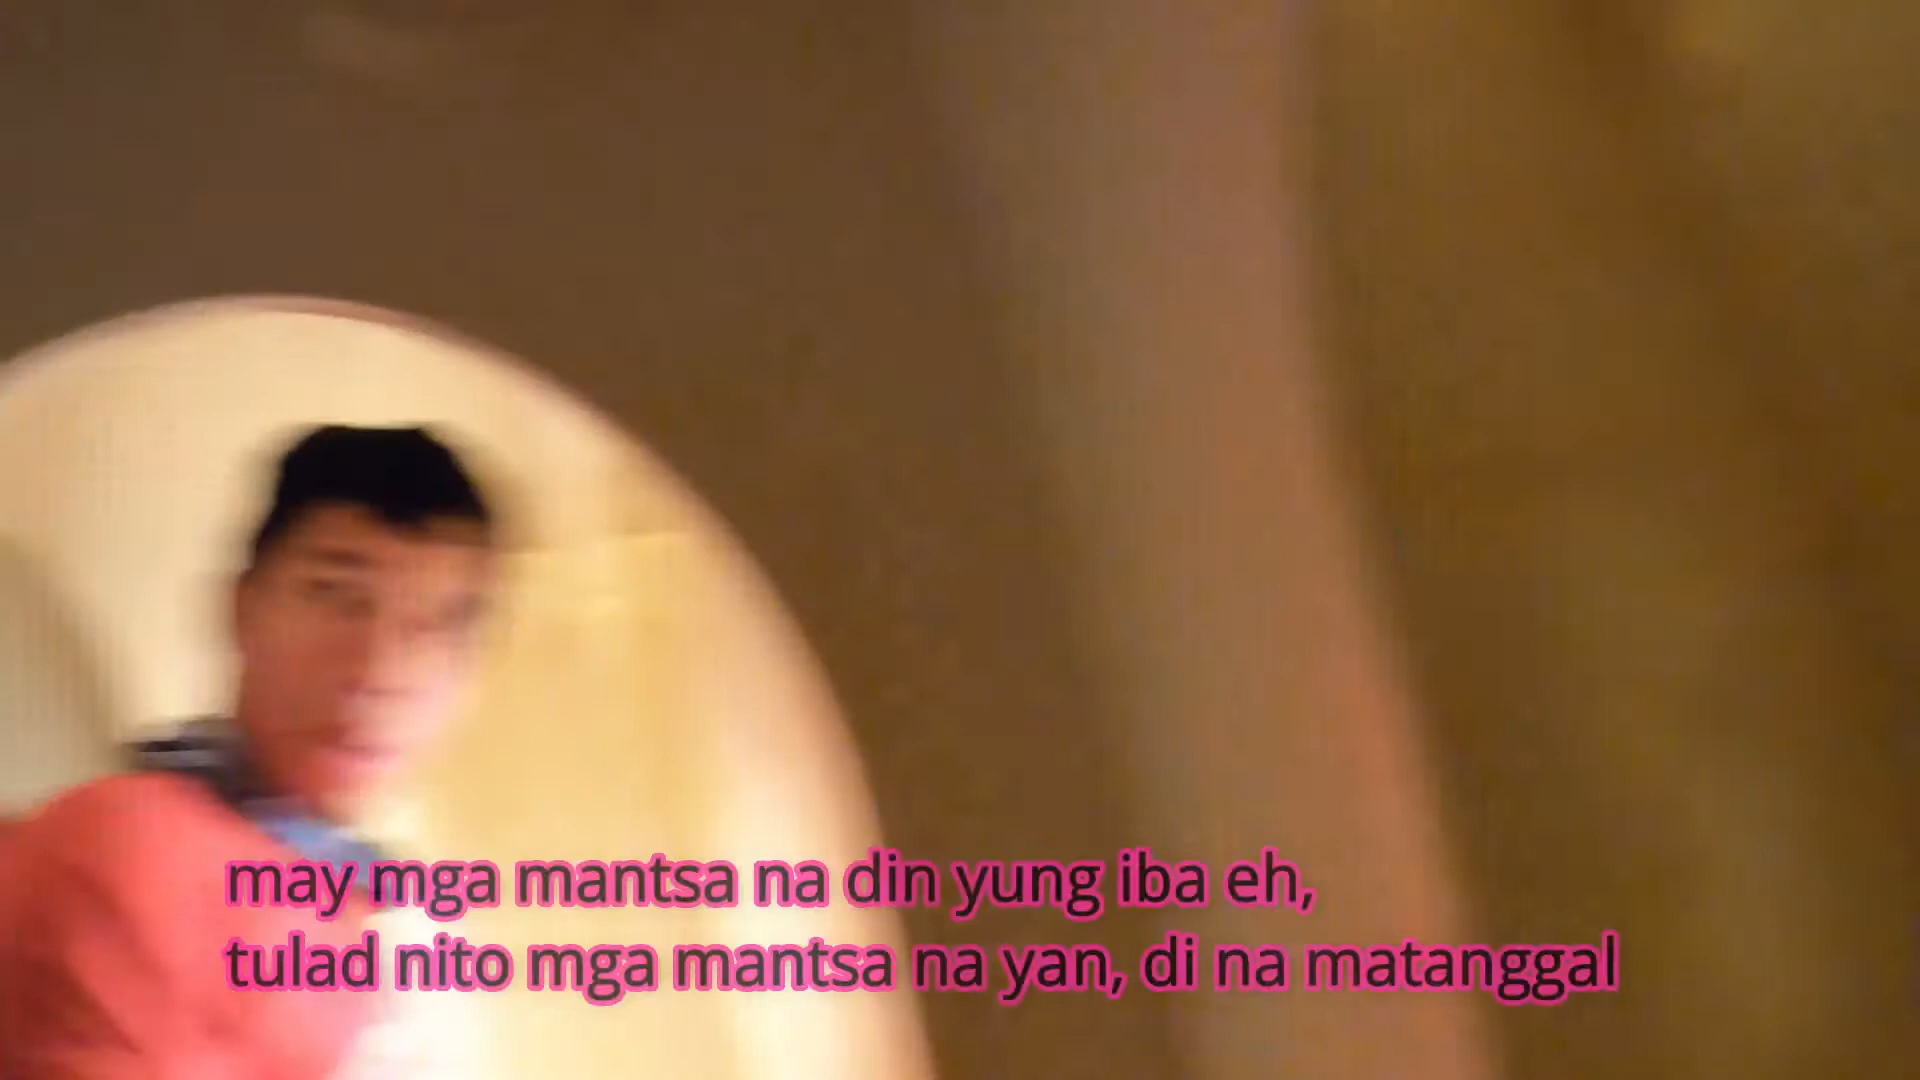 may mga mantsa na din yung iba eh,
tulad nito mga mantsa na yan, di na matanggal